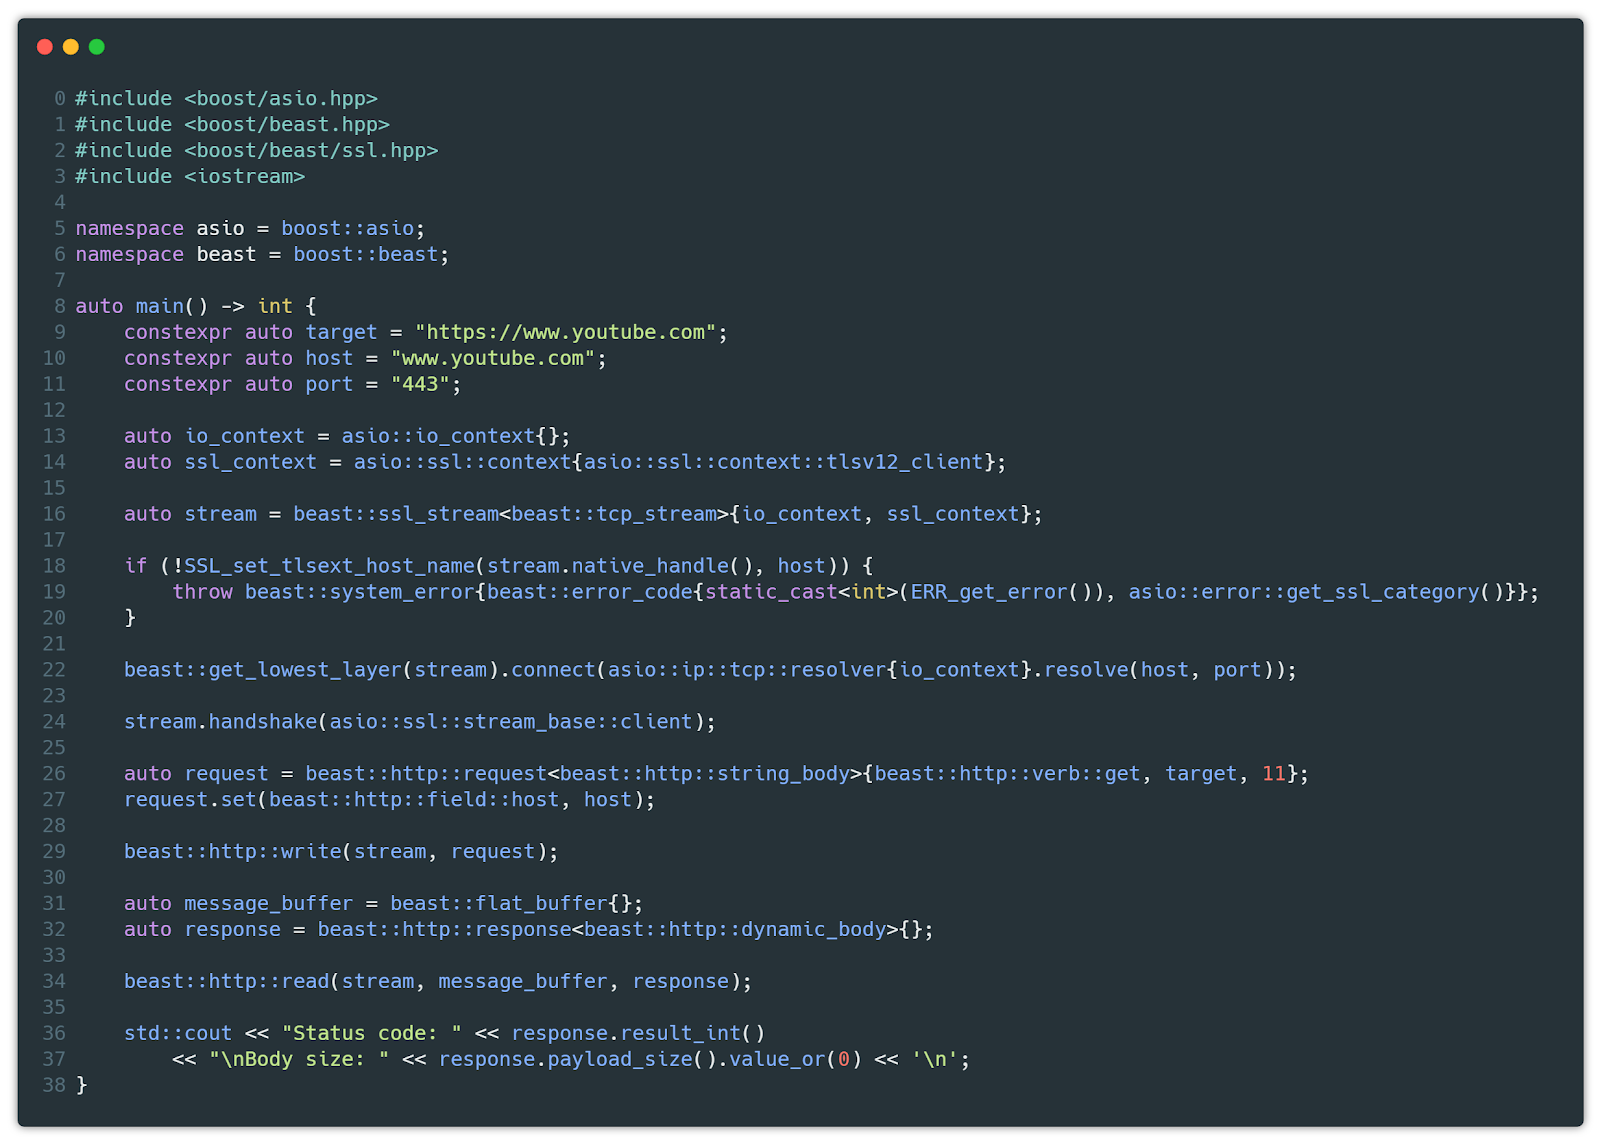 0 #include <boost/asio.hpp>
1 #include <boost/beast.hpp>
2 #include <boost/beast/ssl.hpp>
3 #include <iostream>
4
5 namespace asio = boost::asio;
6 namespace beast = boost::beast;
7
8 auto main() -> int {
9     constexpr auto target = "https://www.youtube.com";
10     constexpr auto host = "www.youtube.com";
11     constexpr auto port = "443";
12
13     auto io_context = asio::io_context{};
14     auto ssl_context = asio::ssl::context{asio::ssl::context::tlsv12_client};
15
16     auto stream = beast::ssl_stream<beast::tcp_stream>{io_context, ssl_context};
17
18     if (!SSL_set_tlsext_host_name(stream.native_handle(), host)) {
19         throw beast::system_error{beast::error_code{static_cast<int>(ERR_get_error()), asio::error::get_ssl_category()}};
20     }
21
22     beast::get_lowest_layer(stream).connect(asio::ip::tcp::resolver{io_context}.resolve(host, port));
23
24     stream.handshake(asio::ssl::stream_base::client);
25
26     auto request = beast::http::request<beast::http::string_body>{beast::http::verb::get, target, 11};
27     request.set(beast::http::field::host, host);
28
29     beast::http::write(stream, request);
30
31     auto message_buffer = beast::flat_buffer{};
32     auto response = beast::http::response<beast::http::dynamic_body>{};
33
34     beast::http::read(stream, message_buffer, response);
35
36     std::cout << "Status code: " << response.result_int()
37         << "\nBody size: " << response.payload_size().value_or(0) << '\n';
38 }